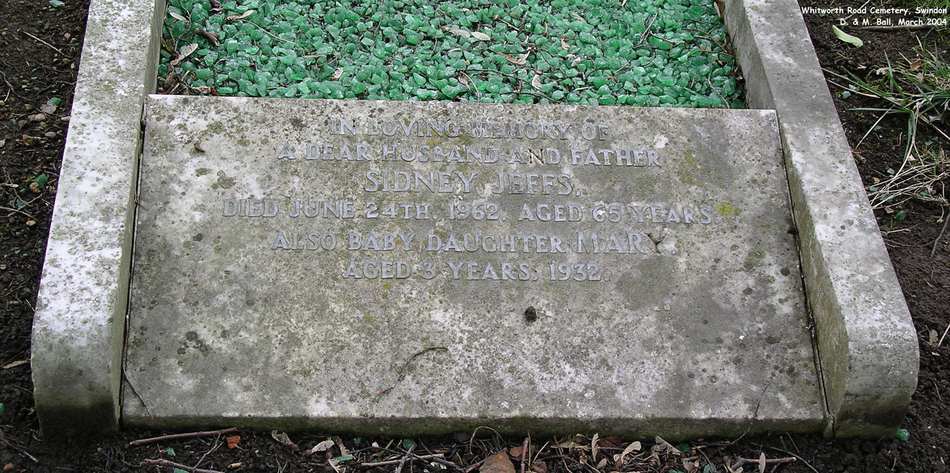 Whitworth Road Cemetery, Swindon
D. & M. Ball, March 2004
IN LOVING MEMORY OF
A DEAR HUSBAND AND FATHER
SIDNEY JEFFS.
DIED JUNE 24TH, 1962, AGED 65 YEARS
ALSO BABY DAUGHTER MARY.
AGED 3 YEARS, 1932.